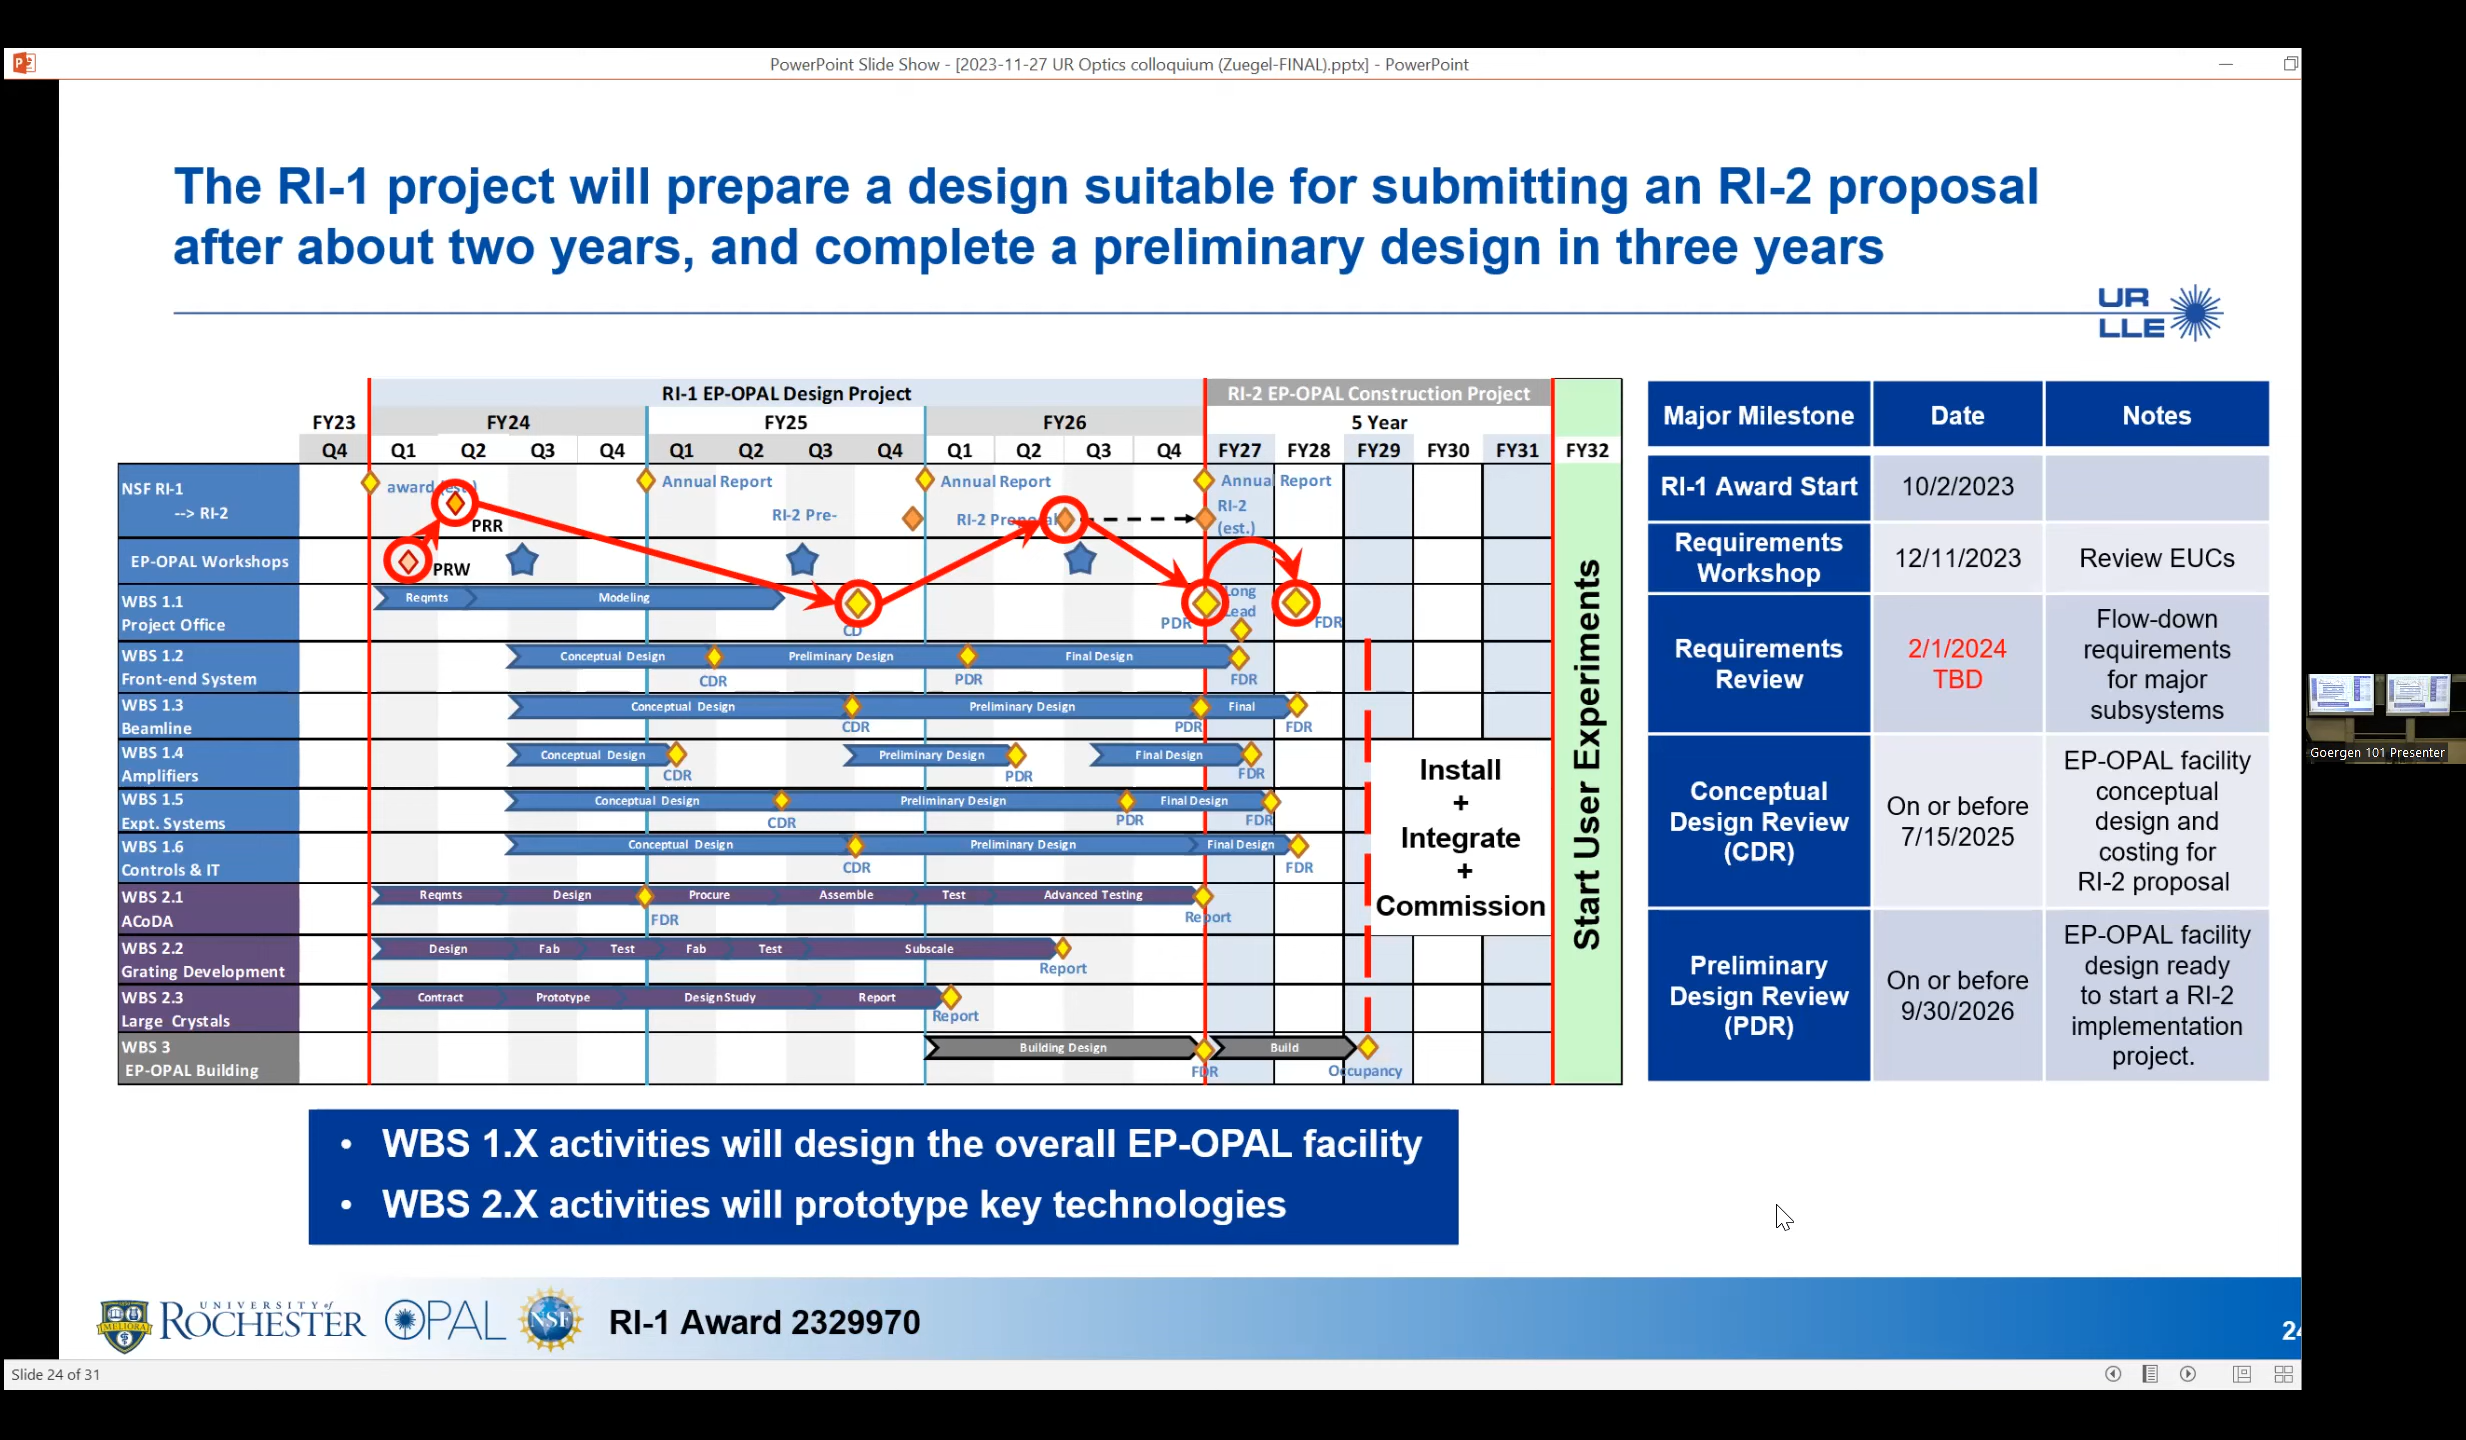 PowerPoint Slide Show - [2023-11-27 UR Optics colloquium (Zuegel-FINAL).pptx] - PowerPoint
The RI-1 project will prepare a design suitable for submitting an RI-2 proposal
after about two years, and complete a preliminary design in three years
UR
LLE
RI-1 EP-OPAL Design Project
RI-2 EP-OPAL Construction Project
FY23 FY24 FY25 FY26 5 Year
Q4 Q1 Q2 Q3 Q4 Q1 Q2 Q3 Q4 Q1 Q2 Q3 Q4 FY27 FY28 FY29 FY30 FY31 FY32
NSF RI-1
--> RI-2
award (est.)
Annual Report
Annual Report
Annual Report
PRR
RI-2 Pre-
RI-2 Proposal
RI-2
(est.)
EP-OPAL Workshops
PRW
WBS 1.1
Project Office
Reqmts
Modeling
CD
PDR
Long
Lead
FDR
WBS 1.2
Front-end System
Conceptual Design
Preliminary Design
Final Design
CDR
PDR
FDR
WBS 1.3
Beamline
Conceptual Design
Preliminary Design
Final
CDR
PDR
FDR
WBS 1.4
Amplifiers
Conceptual Design
Preliminary Design
Final Design
CDR
PDR
FDR
WBS 1.5
Expt. Systems
Conceptual Design
Preliminary Design
Final Design
CDR
PDR
FDR
WBS 1.6
Controls & IT
Conceptual Design
Preliminary Design
Final Design
CDR
FDR
WBS 2.1
ACoDA
Reqmts
Design
Procure
Assemble
Test
Advanced Testing
FDR
Report
WBS 2.2
Grating Development
Design
Fab
Test
Fab
Test
Subscale
Report
WBS 2.3
Large Crystals
Contract
Prototype
Design Study
Report
Report
WBS 3
EP-OPAL Building
Building Design
Build
FDR
Occupancy
Install
+
Integrate
+
Commission
Start User Experiments
Major Milestone Date Notes
RI-1 Award Start 10/2/2023
Requirements
Workshop
12/11/2023
Review EUCs
Requirements
Review
2/1/2024
TBD
Flow-down
requirements
for major
subsystems
Conceptual
Design Review
(CDR)
On or before
7/15/2025
EP-OPAL facility
conceptual
design and
costing for
RI-2 proposal
Preliminary
Design Review
(PDR)
On or before
9/30/2026
EP-OPAL facility
design ready
to start a RI-2
implementation
project.
• WBS 1.X activities will design the overall EP-OPAL facility
• WBS 2.X activities will prototype key technologies
Goergen 101 Presenter
MELIORA
UNIVERSITY of
ROCHESTER
OPAL
NSF
RI-1 Award 2329970
24
Slide 24 of 31